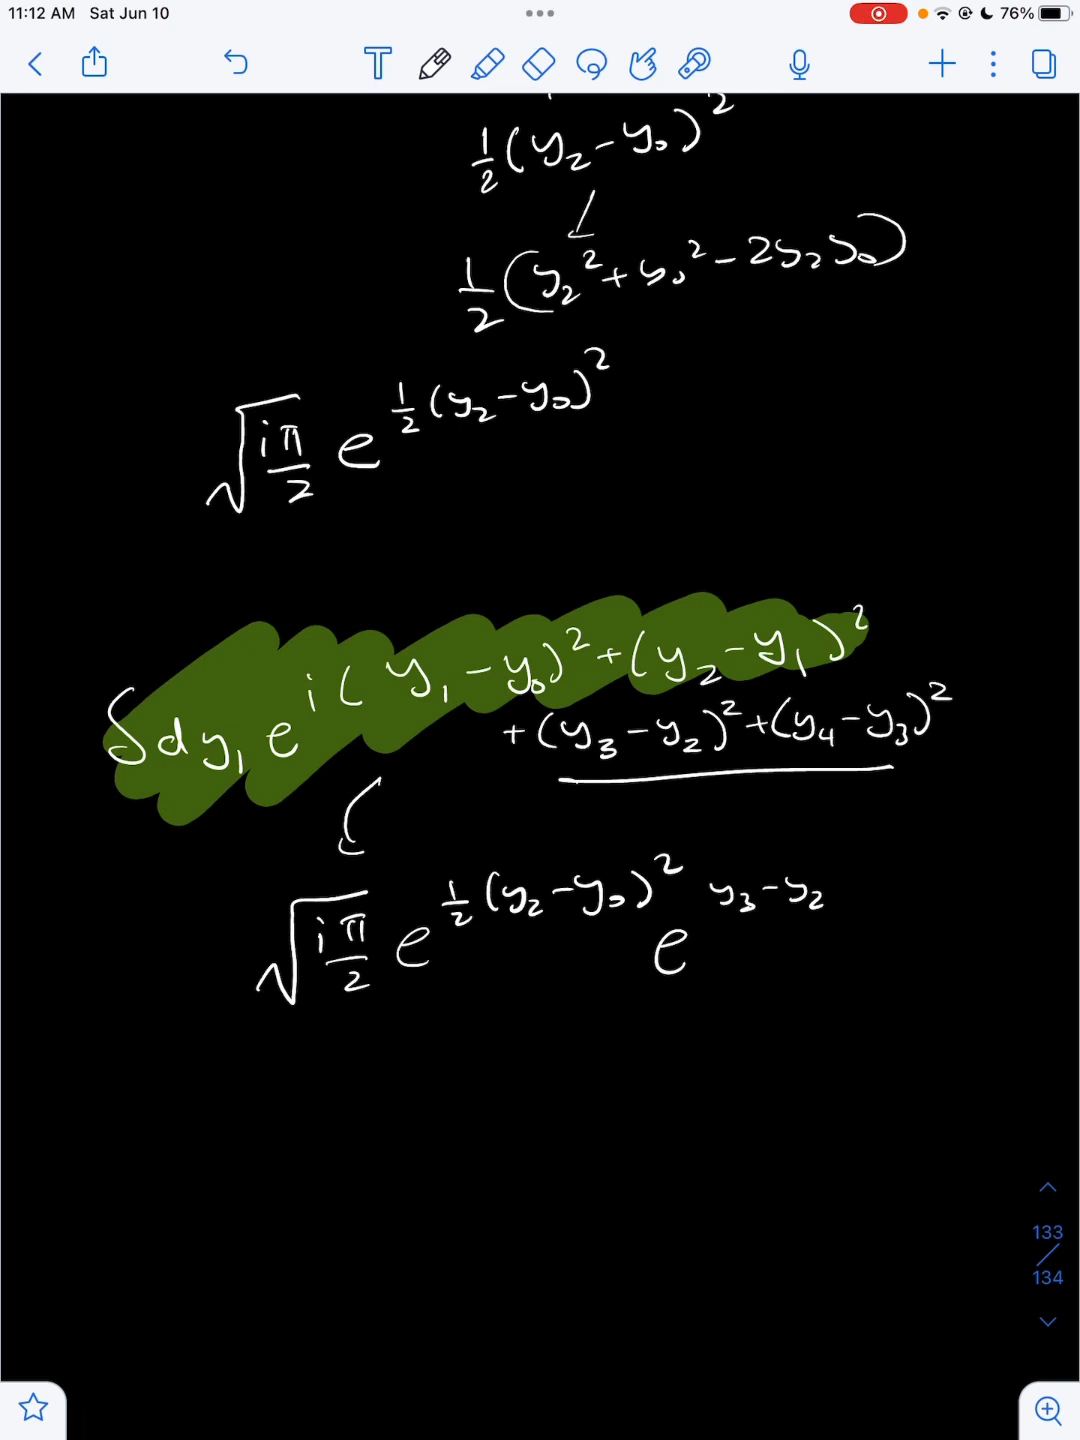 11:12 AM Sat Jun 10 76%
T
½(y₂-y₀)²
½(y₂²+y₀²-2y₂y₀)
√(iπ/2) e^{½(y₂-y₀)²}
∫dy₁ e^{i(y₁-y₀)²+(y₂-y₁)²
+(y₃-y₂)²+(y₄-y₃)²}
√(iπ/2) e^{½(y₂-y₀)²} e^{y₃-y₂}
133
134